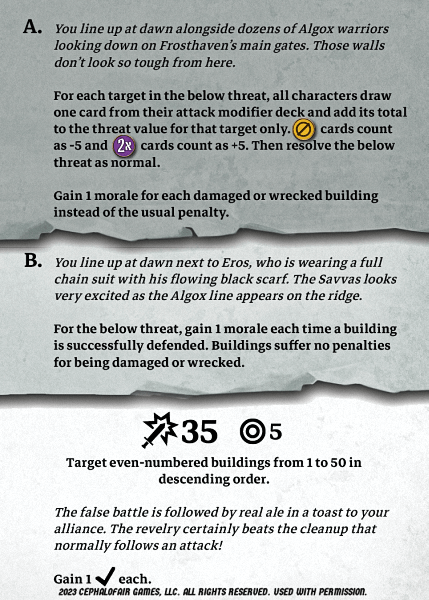 A. You line up at dawn alongside dozens of Algox warriors
looking down on Frosthaven's main gates. Those walls
don't look so tough from here.
For each target in the below threat, all characters draw
one card from their attack modifier deck and add its total
to the threat value for that target only. cards count
as -5 and 2x cards count as +5. Then resolve the below
threat as normal.
Gain 1 morale for each damaged or wrecked building
instead of the usual penalty.
B. You line up at dawn next to Eros, who is wearing a full
chain suit with his flowing black scarf. The Savvas looks
very excited as the Algox line appears on the ridge.
For the below threat, gain 1 morale each time a building
is successfully defended. Buildings suffer no penalties
for being damaged or wrecked.
35 5
Target even-numbered buildings from 1 to 50 in
descending order.
The false battle is followed by real ale in a toast to your
alliance. The revelry certainly beats the cleanup that
normally follows an attack!
Gain 1 ✓ each.
2023 CEPHALOFAIR GAMES, LLC. ALL RIGHTS RESERVED. USED WITH PERMISSION.